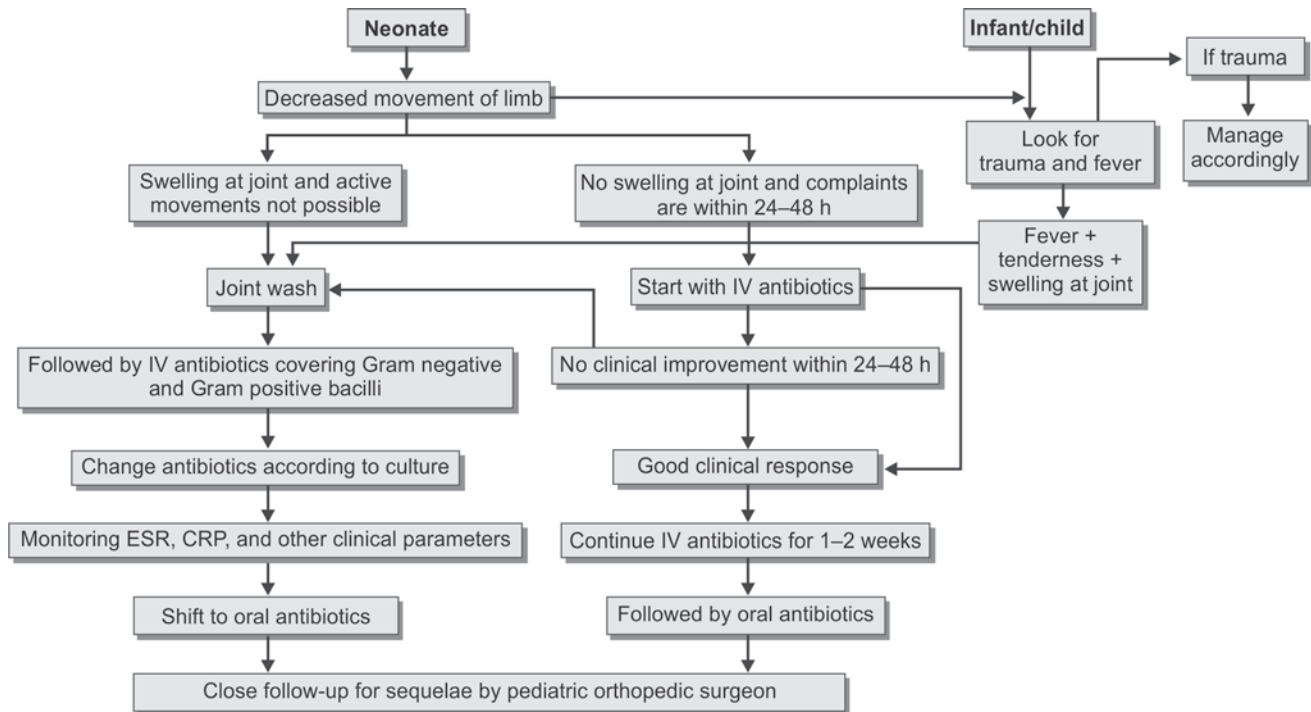 Neonate
Infant/child
If trauma
Decreased movement of limb
Look for
trauma and fever
Manage
accordingly
Swelling at joint and active
movements not possible
No swelling at joint and complaints
are within 24–48 h
Fever +
tenderness +
swelling at joint
Joint wash
Start with IV antibiotics
Followed by IV antibiotics covering Gram negative
and Gram positive bacilli
No clinical improvement within 24–48 h
Change antibiotics according to culture
Good clinical response
Monitoring ESR, CRP, and other clinical parameters
Continue IV antibiotics for 1–2 weeks
Shift to oral antibiotics
Followed by oral antibiotics
Close follow-up for sequelae by pediatric orthopedic surgeon